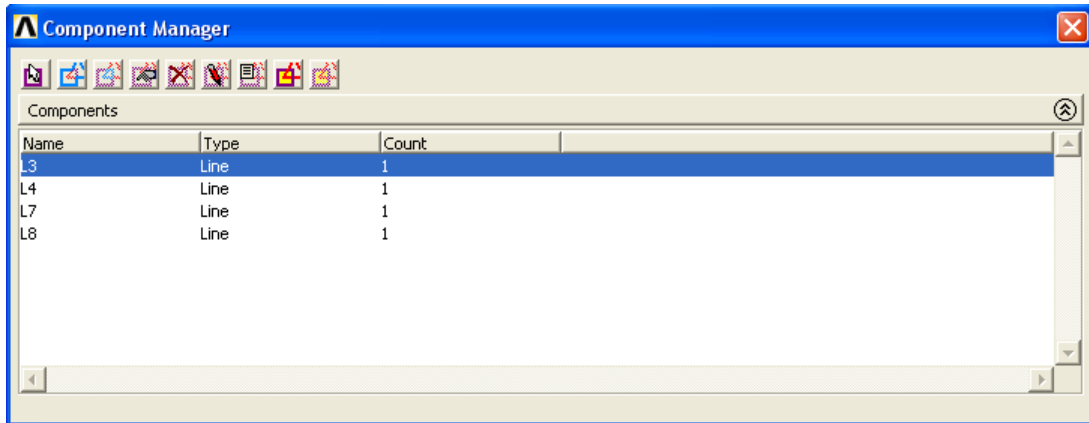 Component Manager
Components
Name Type Count
L3 Line 1
L4 Line 1
L7 Line 1
L8 Line 1